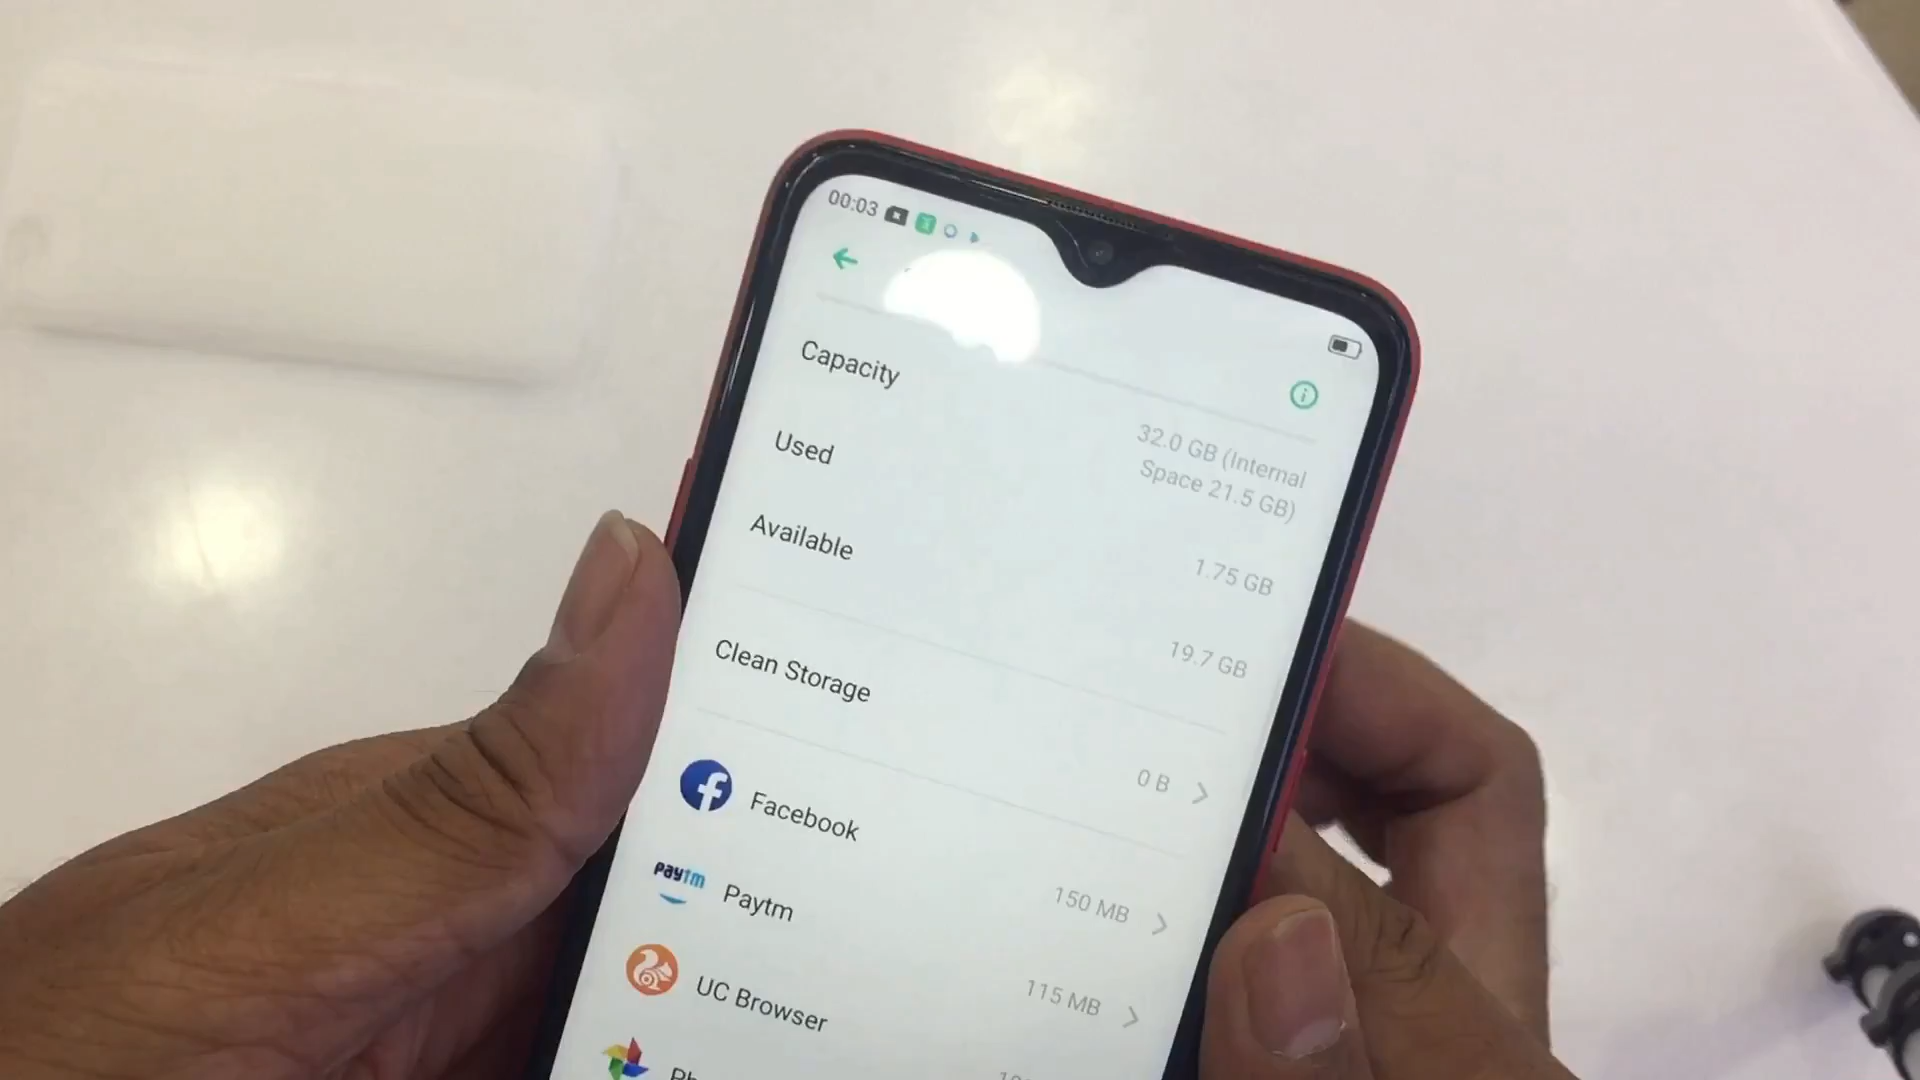 00:03
Capacity
32.0 GB (Internal
Space 21.5 GB)
Used
1.75 GB
Available
19.7 GB
Clean Storage
0 B
Facebook
150 MB
paytm
Paytm
115 MB
UC Browser